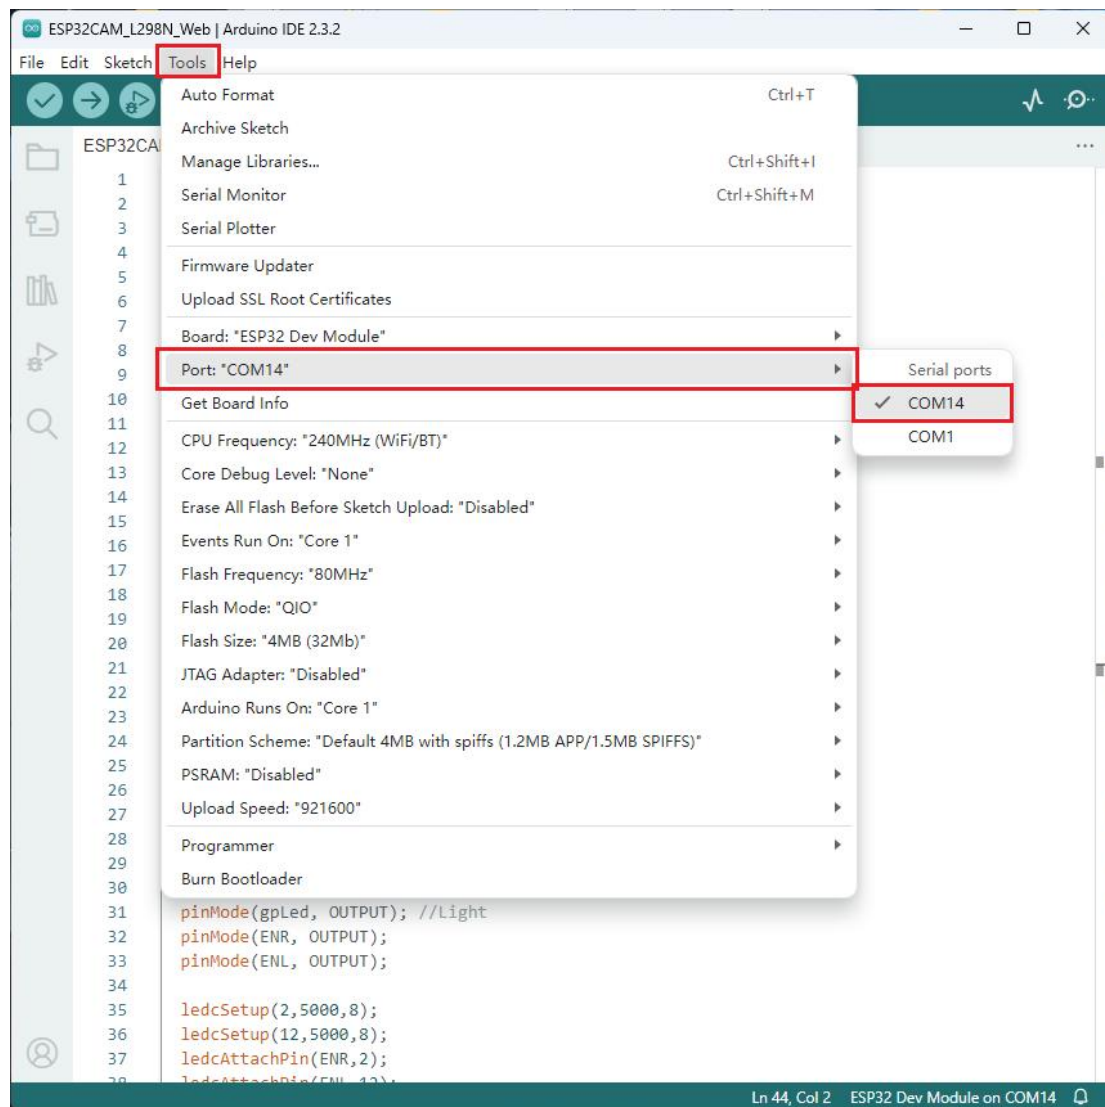 ESP32CAM_L298N_Web | Arduino IDE 2.3.2
File Edit Sketch Tools Help
ESP32CA
Auto Format Ctrl+T
Archive Sketch
Manage Libraries... Ctrl+Shift+I
Serial Monitor Ctrl+Shift+M
Serial Plotter
Firmware Updater
Upload SSL Root Certificates
Board: "ESP32 Dev Module"
Port: "COM14"
Serial ports
COM14
COM1
Get Board Info
CPU Frequency: "240MHz (WiFi/BT)"
Core Debug Level: "None"
Erase All Flash Before Sketch Upload: "Disabled"
Events Run On: "Core 1"
Flash Frequency: "80MHz"
Flash Mode: "QIO"
Flash Size: "4MB (32Mb)"
JTAG Adapter: "Disabled"
Arduino Runs On: "Core 1"
Partition Scheme: "Default 4MB with spiffs (1.2MB APP/1.5MB SPIFFS)"
PSRAM: "Disabled"
Upload Speed: "921600"
Programmer
Burn Bootloader
1
2
3
4
5
6
7
8
9
10
11
12
13
14
15
16
17
18
19
20
21
22
23
24
25
26
27
28
29
30
31 pinMode(gpLed, OUTPUT); //Light
32 pinMode(ENR, OUTPUT);
33 pinMode(ENL, OUTPUT);
34
35 ledcSetup(2,5000,8);
36 ledcSetup(12,5000,8);
37 ledcAttachPin(ENR,2);
38 ledcAttachPin(ENL,12);
Ln 44, Col 2 ESP32 Dev Module on COM14